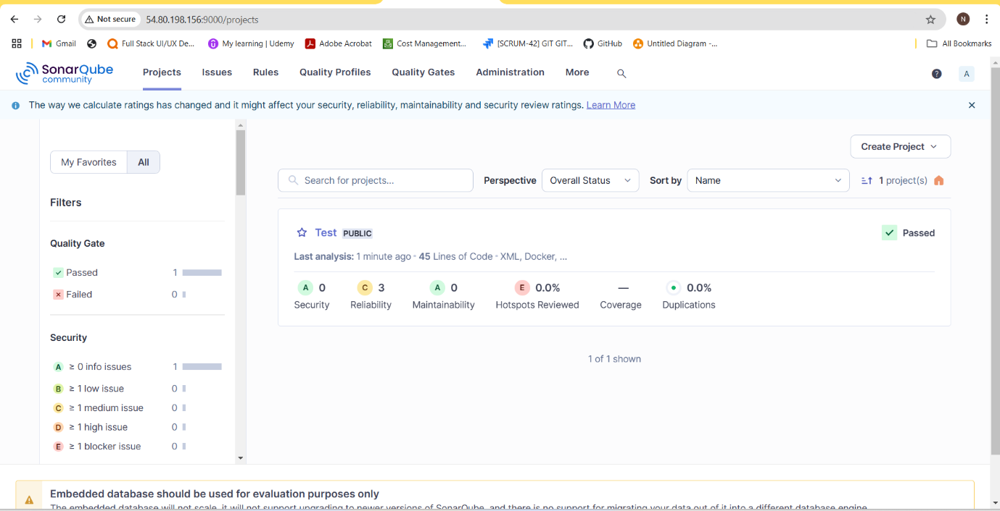 Not secure 54.80.198.156:9000/projects N
Gmail Full Stack UI/UX De... My learning | Udemy Adobe Acrobat Cost Management... [SCRUM-42] GIT GIT... GitHub Untitled Diagram -... All Bookmarks
SonarQube community Projects Issues Rules Quality Profiles Quality Gates Administration More ? A
The way we calculate ratings has changed and it might affect your security, reliability, maintainability and security review ratings. Learn More
My Favorites All
Filters
Quality Gate
Passed 1
Failed 0
Security
A ≥ 0 info issues 1
B ≥ 1 low issue 0
C ≥ 1 medium issue 0
D ≥ 1 high issue 0
E ≥ 1 blocker issue 0
Create Project
Search for projects... Perspective Overall Status Sort by Name 1 project(s)
Test PUBLIC Passed
Last analysis: 1 minute ago • 45 Lines of Code • XML, Docker, ...
A 0 C 3 A 0 E 0.0% — 0.0%
Security Reliability Maintainability Hotspots Reviewed Coverage Duplications
1 of 1 shown
Embedded database should be used for evaluation purposes only
The embedded database will not scale, it will not support upgrading to newer versions of SonarQube, and there is no support for migrating your data out of it into a different database engine.